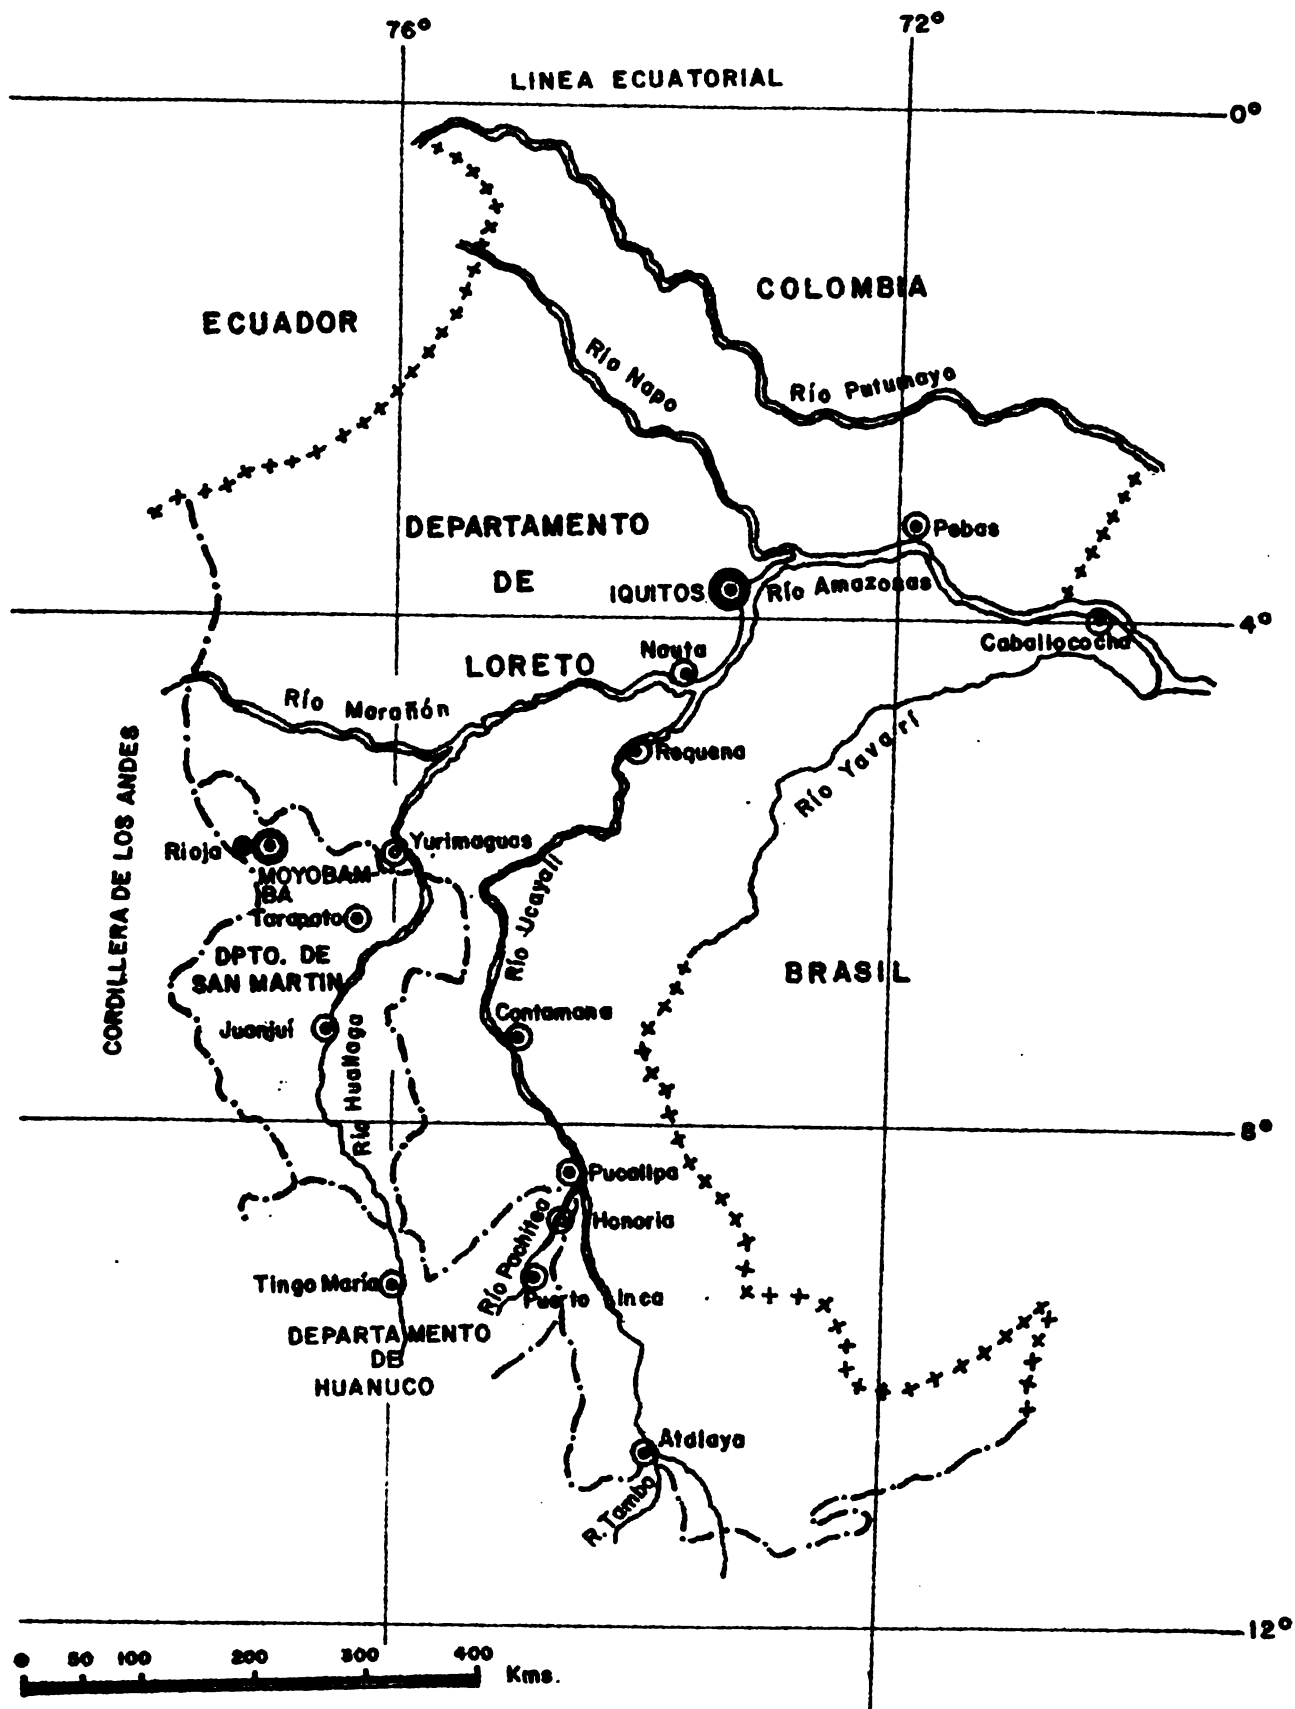 76°
72°
LINEA ECUATORIAL
0°
COLOMBIA
ECUADOR
Río Napo
Río Putumayo
DEPARTAMENTO
DE
LORETO
Pebas
IQUITOS
Río Amazonas
4°
Caballococha
Nauta
Río Marañón
Requena
Río Yavarí
CORDILLERA DE LOS ANDES
Rioja
MOYOBAM-
BA
Yurimaguas
Tarapoto
Río Ucayali
DPTO. DE
SAN MARTIN
BRASIL
Juanjuí
Contamana
Río Huallaga
8°
Pucallpa
Honoria
Río Pachitea
Tingo María
Puerto Inca
DEPARTAMENTO
DE
HUANUCO
Atalaya
R. Tambo
12°
0 50 100 200 300 400
Kms.